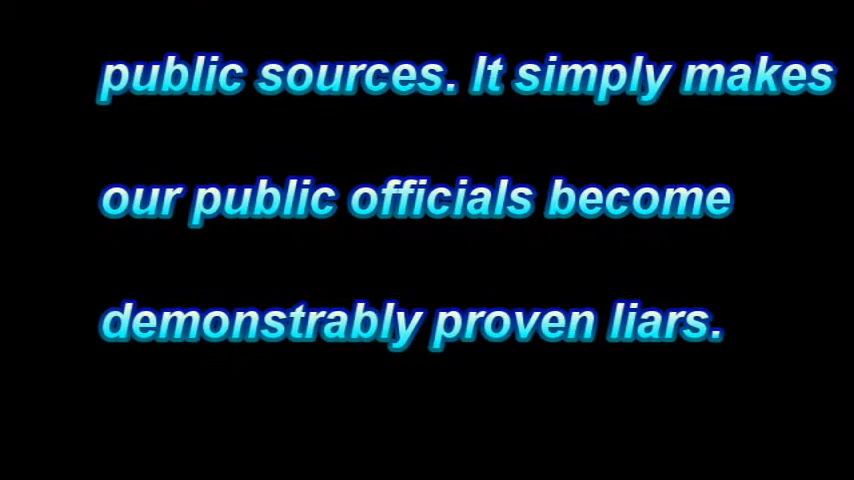 public sources. It simply makes
our public officials become
demonstrably proven liars.